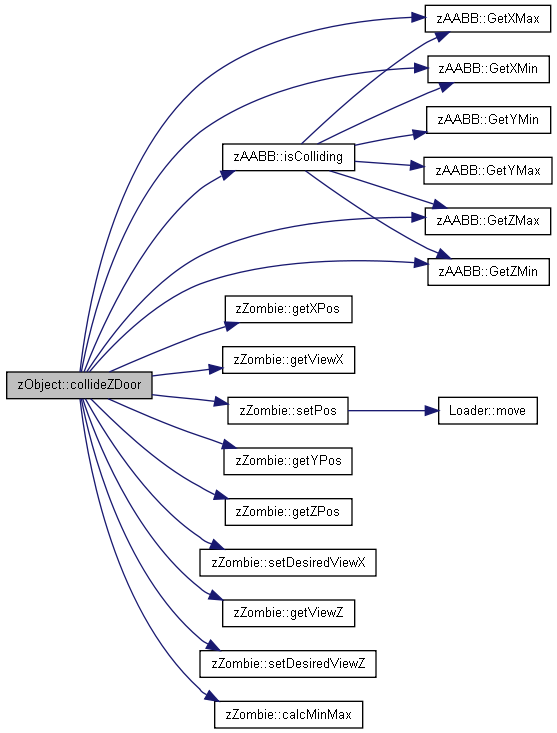 zAABB::GetXMax
zAABB::GetXMin
zAABB::GetYMin
zAABB::isColliding
zAABB::GetYMax
zAABB::GetZMax
zAABB::GetZMin
zZombie::getXPos
zZombie::getViewX
zObject::collideZDoor
zZombie::setPos
Loader::move
zZombie::getYPos
zZombie::getZPos
zZombie::setDesiredViewX
zZombie::getViewZ
zZombie::setDesiredViewZ
zZombie::calcMinMax